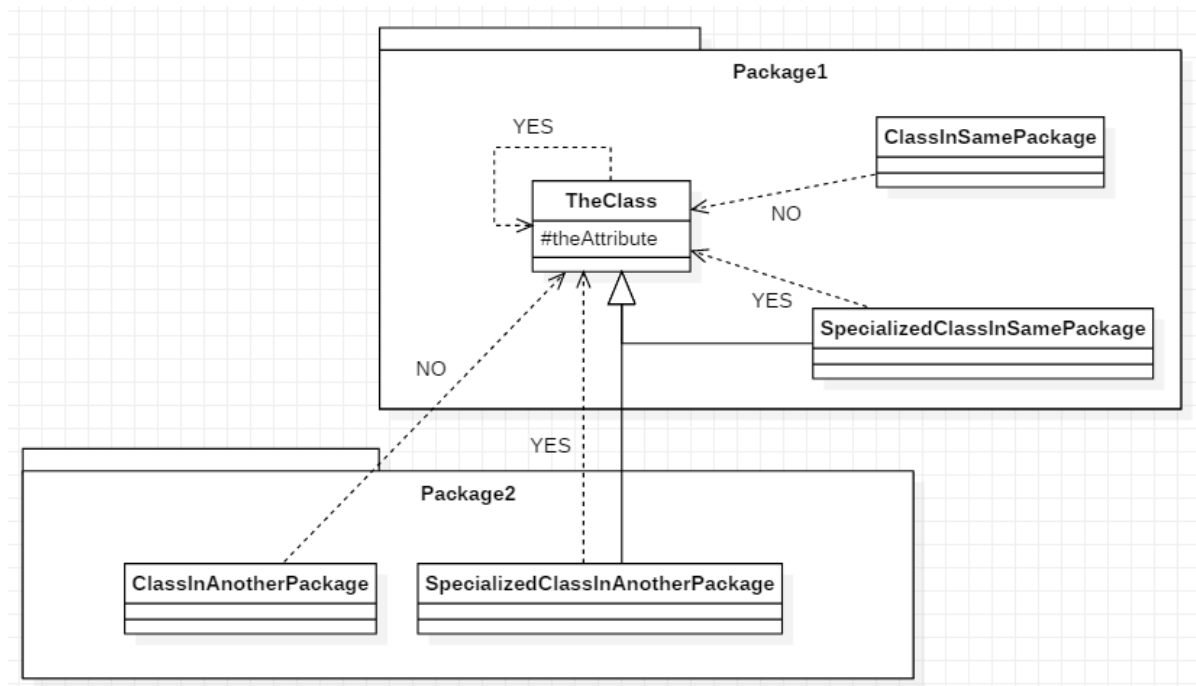 Package1
YES
ClassInSamePackage
TheClass
NO
#theAttribute
YES
SpecializedClassInSamePackage
NO
YES
Package2
ClassInAnotherPackage
SpecializedClassInAnotherPackage